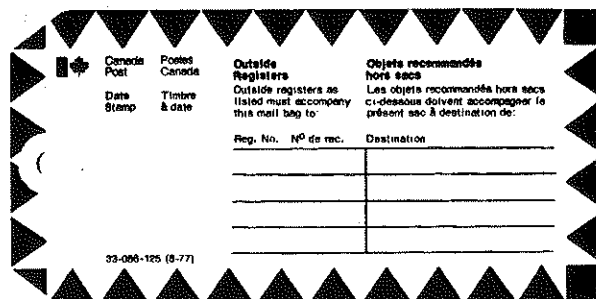 Canada Post
Postes Canada
Date Stamp
Timbre à date
Outside Registers
Outside registers as
listed must accompany
this mail bag to:
Objets recommandés
hors sacs
Les objets recommandés hors sacs
ci-dessous doivent accompagner le
présent sac à destination de:
Reg. No. Nº de rec. Destination
33-086-125 (8-77)